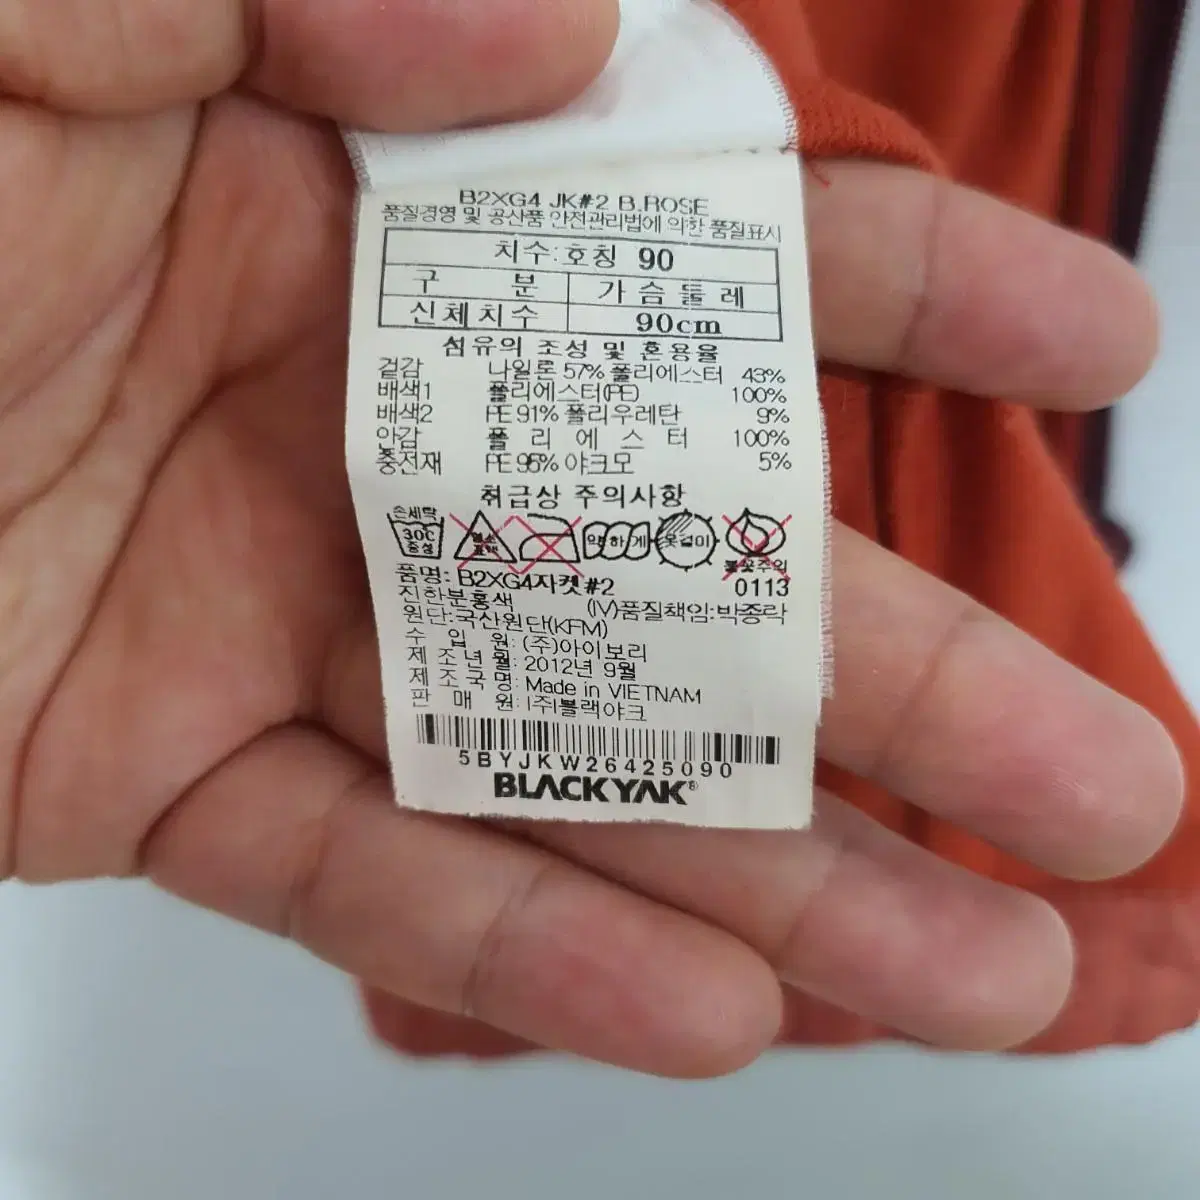 B2XG4 JK#2 B.ROSE
품질경영 및 공산품 안전관리법에 의한 품질표시
치수:호칭 90
구 분 가슴둘레
신체치수 90cm
섬유의 조성 및 혼용율
겉감 나일론 57% 폴리에스터 43%
배색1 폴리에스터(PE) 100%
배색2 PE 91% 폴리우레탄 9%
안감 폴리에스터 100%
충전재 PE 95% 야크모 5%
취급상 주의사항
손세탁 30C 중성 염소표백 약하게 옷걸이 불꽃주의
품명: B2XG4자켓#2 0113
진한분홍색 (IV)품질책임:박종락
원단:국산원단(KFM)
수 입 원: (주)아이보리
제 조 년 월: 2012년 9월
제 조 국 명: Made in VIETNAM
판 매 원: (주)블랙야크
5BYJKW26425090
BLACKYAK®